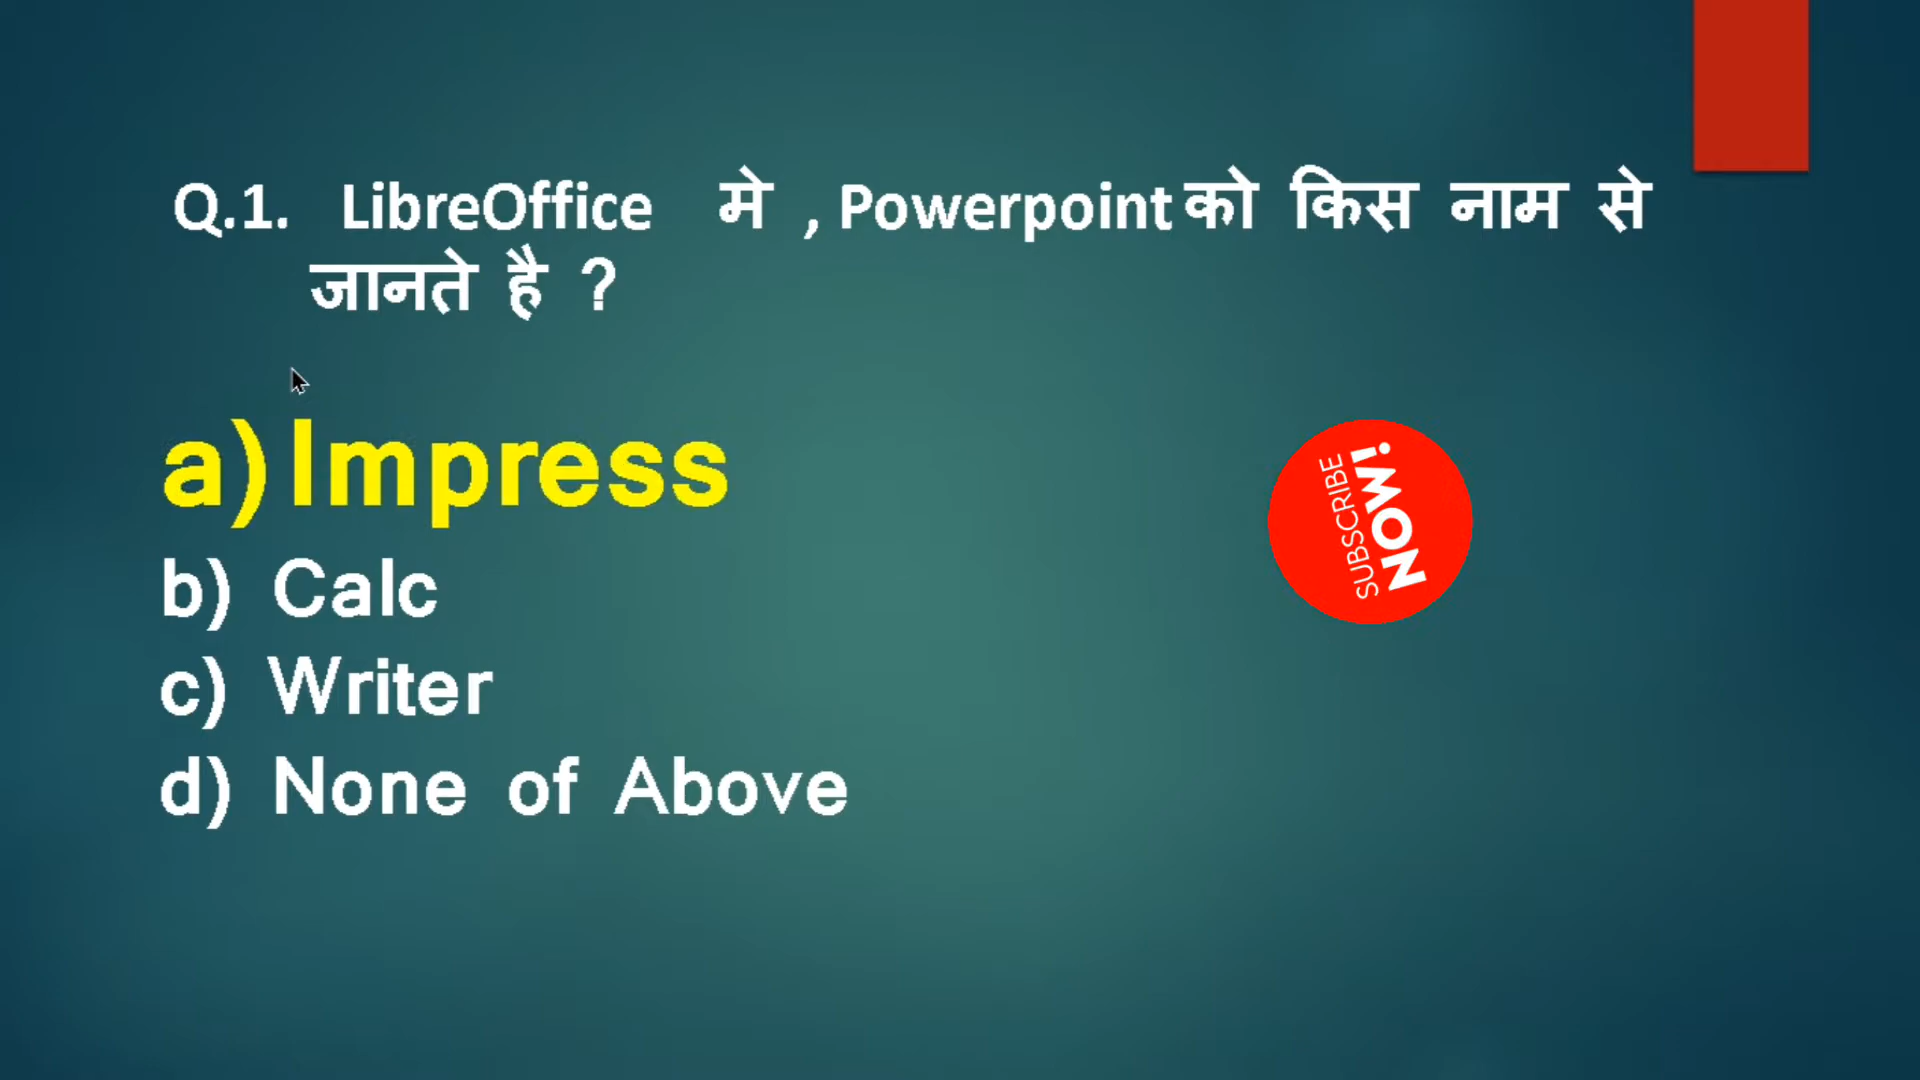 Q.1. LibreOffice मे , Powerpoint को किस नाम से
जानते है ?
a) Impress
b) Calc
c) Writer
d) None of Above
SUBSCRIBE
NOW!